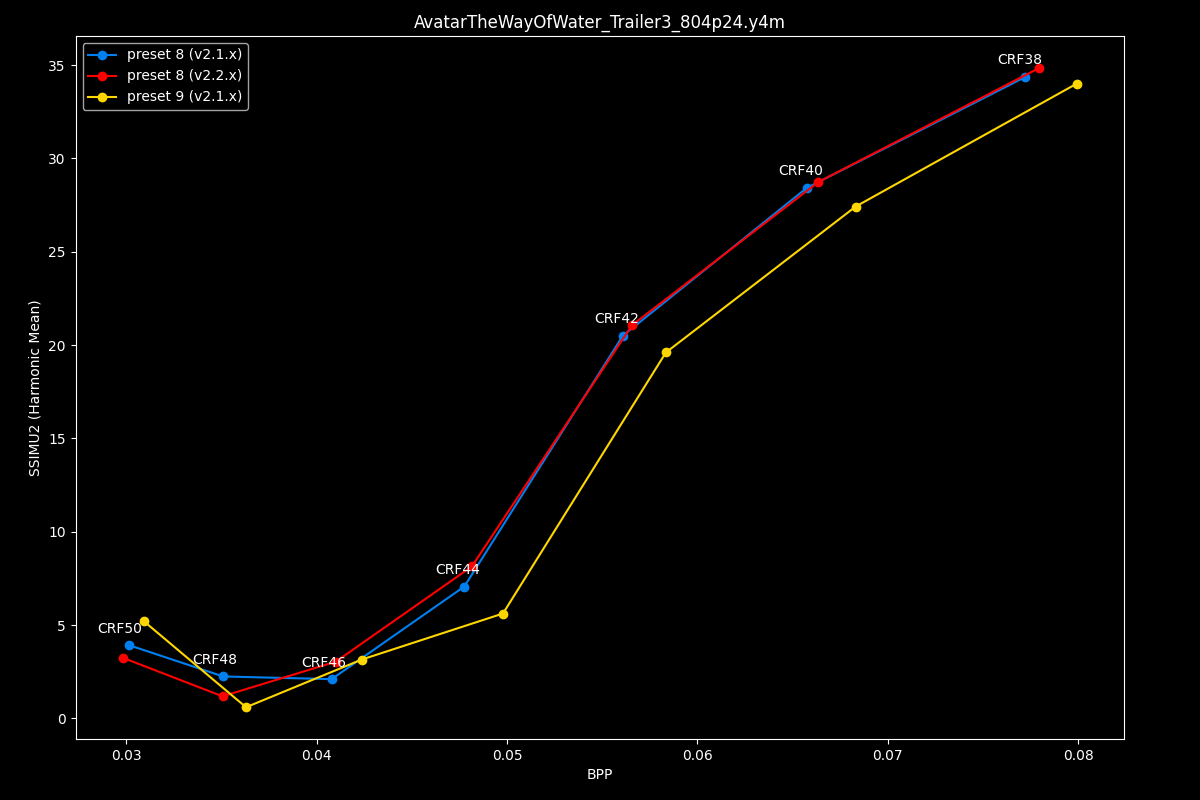 AvatarTheWayOfWater_Trailer3_804p24.y4m
preset 8 (v2.1.x)
preset 8 (v2.2.x)
preset 9 (v2.1.x)
CRF38
CRF40
CRF42
CRF44
CRF46
CRF48
CRF50
35
30
25
20
15
10
5
0
SSIMU2 (Harmonic Mean)
0.03 0.04 0.05 0.06 0.07 0.08
BPP